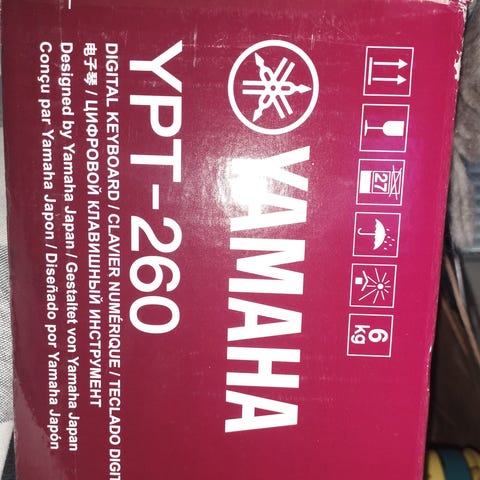 27
6
kg
YAMAHA
YPT-260
DIGITAL KEYBOARD / CLAVIER NUMÉRIQUE / TECLADO DIGIT
电子琴 / ЦИФРОВОЙ КЛАВИШНЫЙ ИНСТРУМЕНТ
Designed by Yamaha Japan / Gestaltet von Yamaha Japan
Conçu par Yamaha Japon / Diseñado por Yamaha Japón